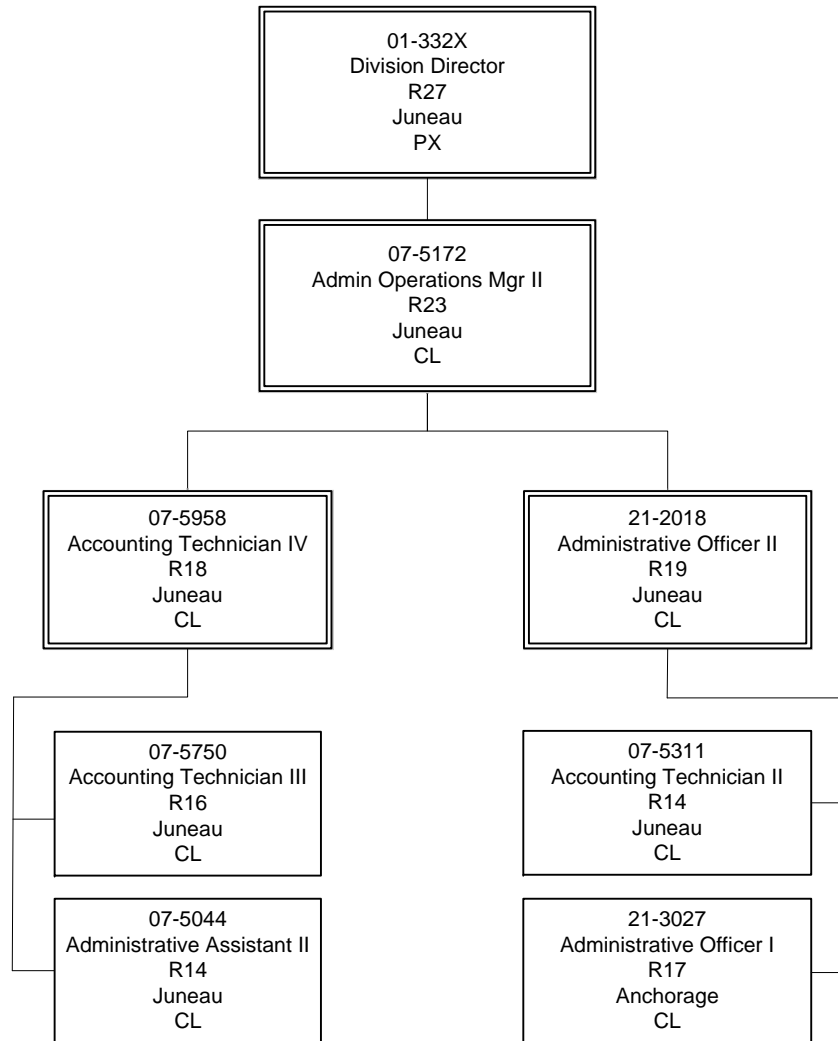 01-332X
Division Director
R27
Juneau
PX
07-5172
Admin Operations Mgr II
R23
Juneau
CL
07-5958
Accounting Technician IV
R18
Juneau
CL
21-2018
Administrative Officer II
R19
Juneau
CL
07-5750
Accounting Technician III
R16
Juneau
CL
07-5311
Accounting Technician II
R14
Juneau
CL
07-5044
Administrative Assistant II
R14
Juneau
CL
21-3027
Administrative Officer I
R17
Anchorage
CL